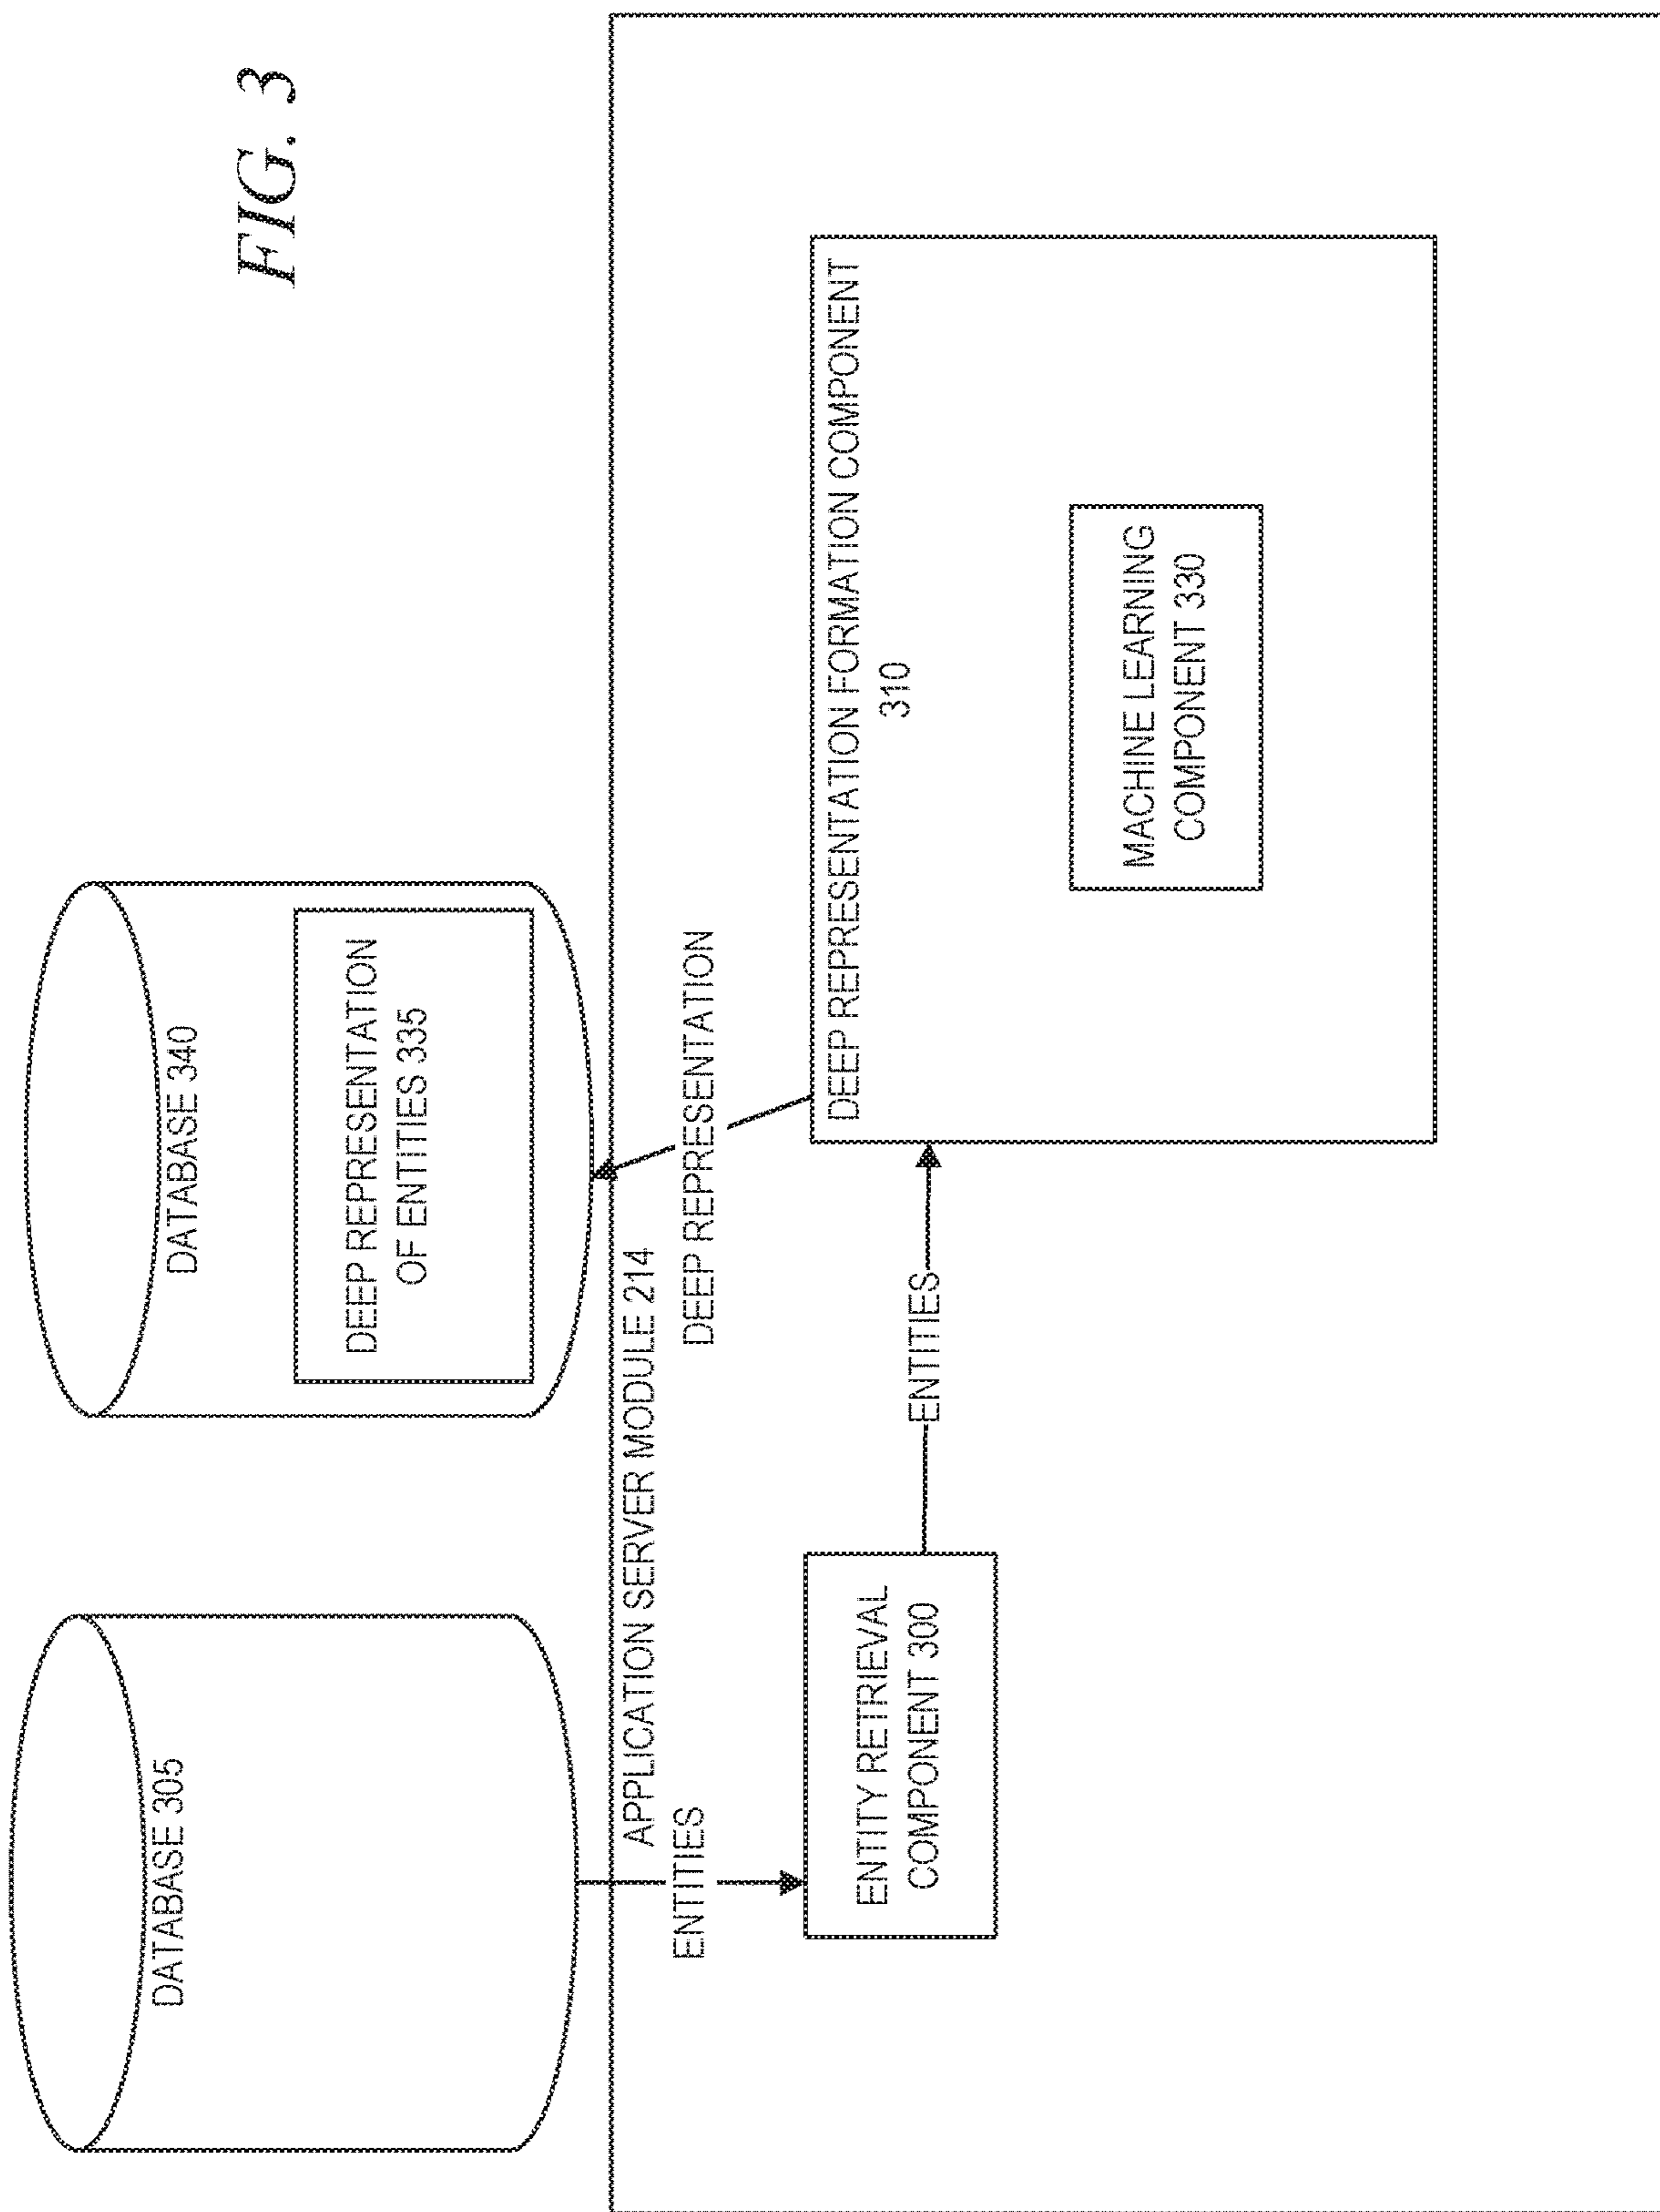 DATABASE 305
DATABASE 340
DEEP REPRESENTATION
OF ENTITIES 335
FIG. 3
APPLICATION SERVER MODULE 214
ENTITIES
DEEP REPRESENTATION
ENTITY RETRIEVAL
COMPONENT 300
ENTITIES
DEEP REPRESENTATION FORMATION COMPONENT
310
MACHINE LEARNING
COMPONENT 330